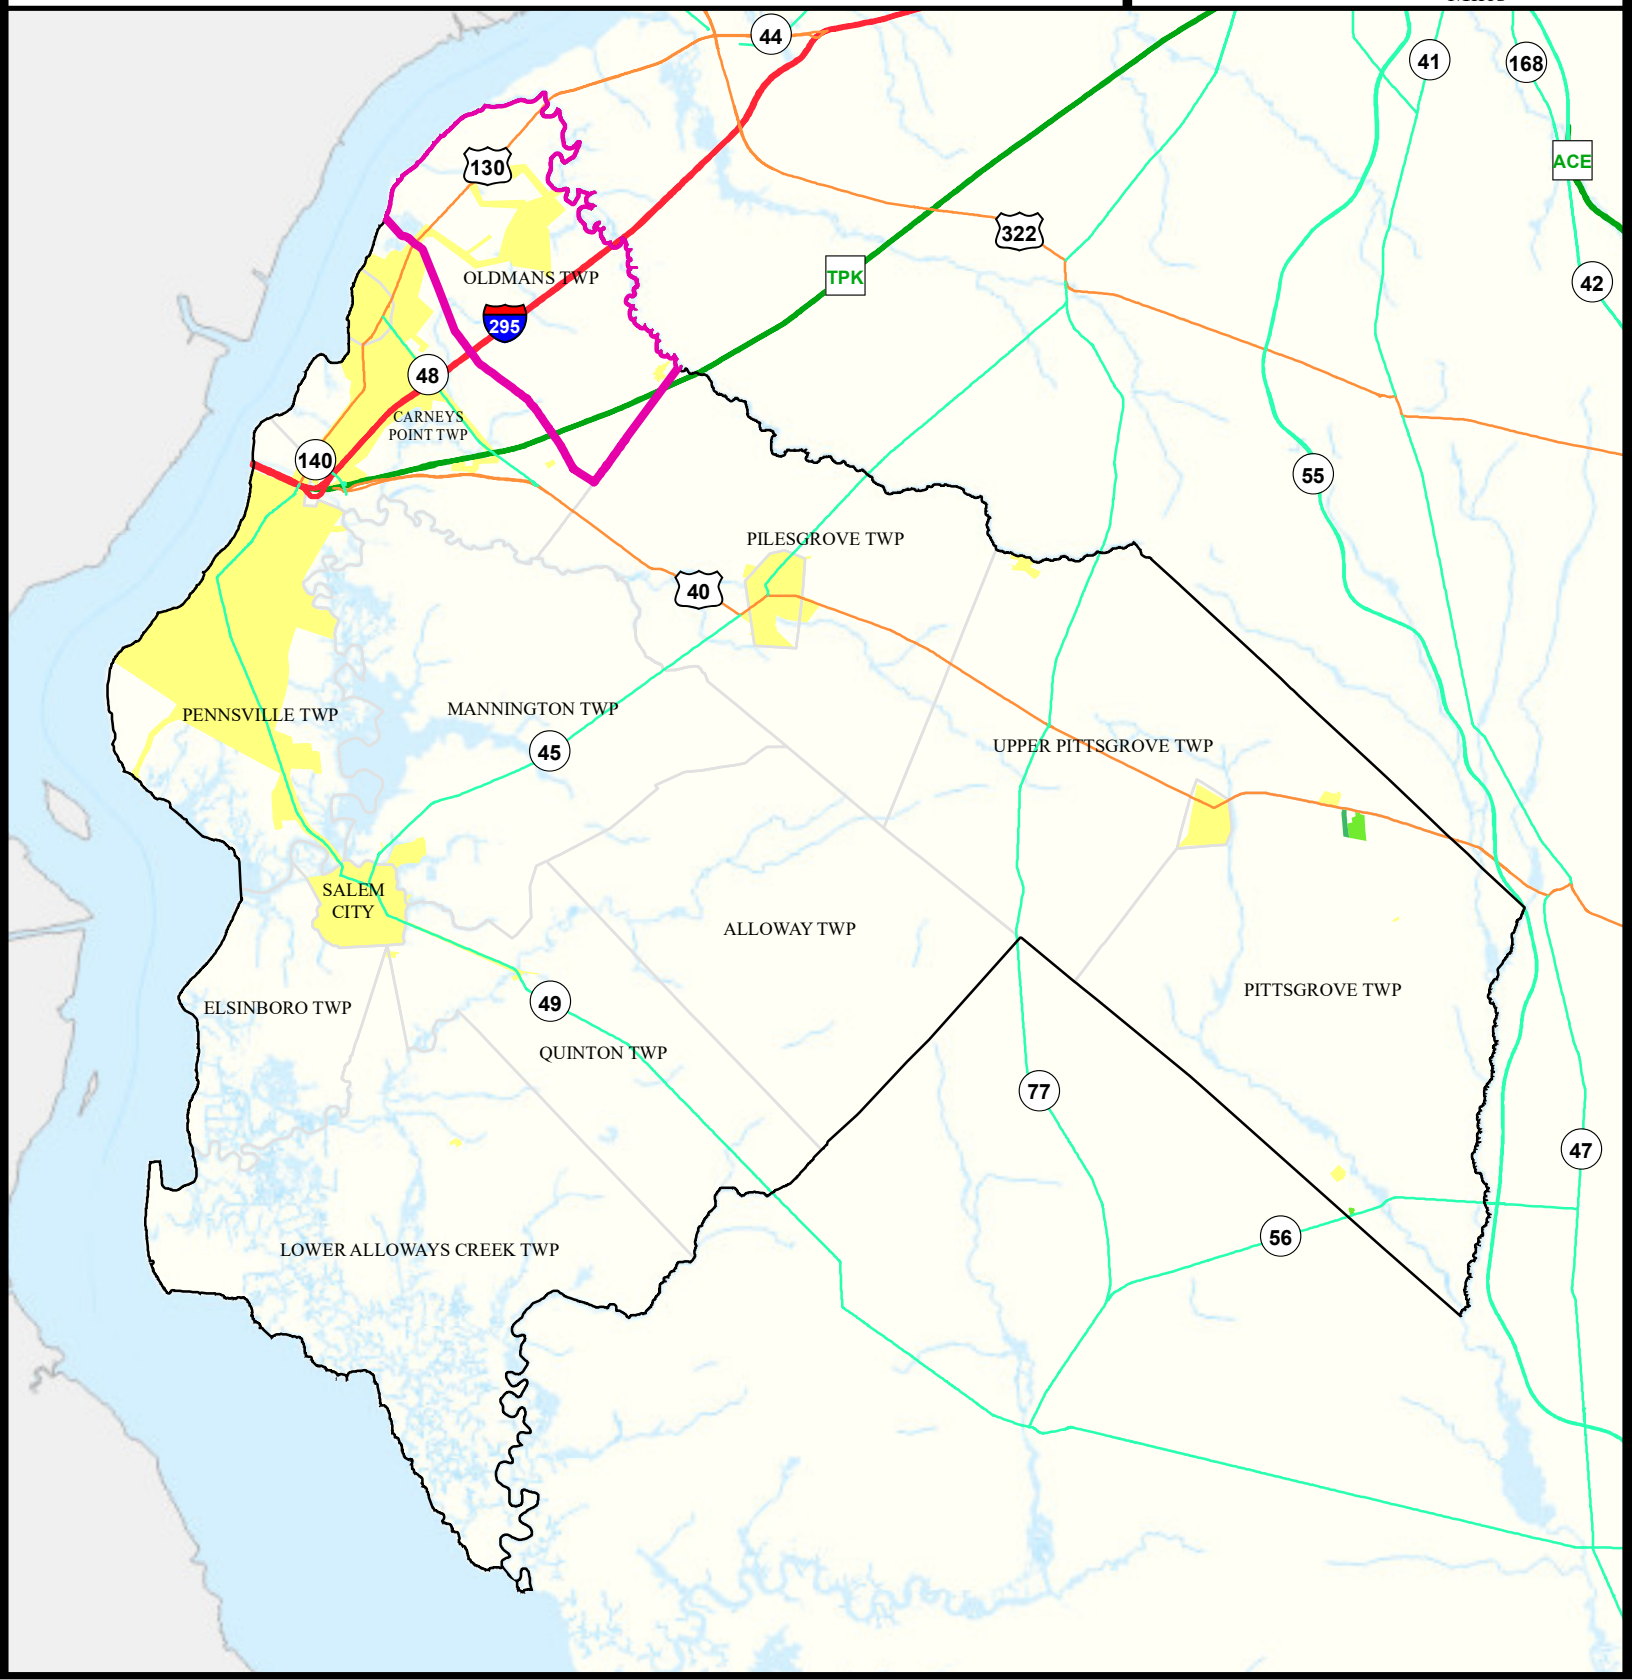 44
41
168
ACE
130
322
TPK
42
OLDMANS TWP
295
48
CARNEYS
POINT TWP
140
55
PILESGROVE TWP
40
PENNSVILLE TWP
MANNINGTON TWP
45
UPPER PITTSGROVE TWP
SALEM
CITY
ALLOWAY TWP
ELSINBORO TWP
49
PITTSGROVE TWP
QUINTON TWP
77
47
56
LOWER ALLOWAYS CREEK TWP